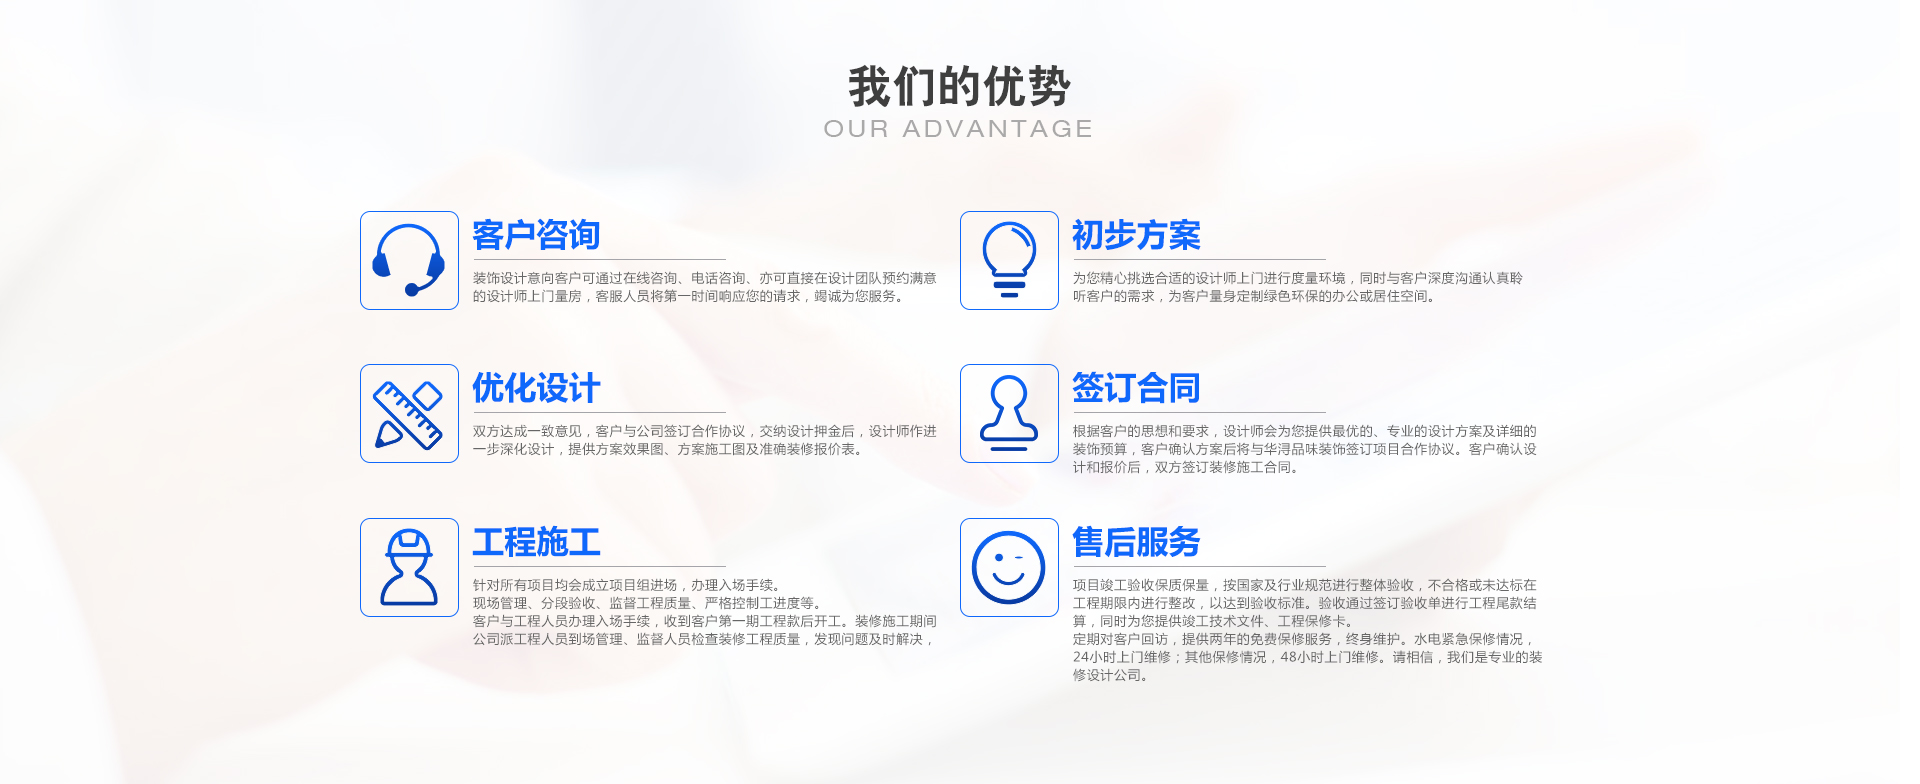 我们的优势
OUR ADVANTAGE
客户咨询
装饰设计意向客户可通过在线咨询、电话咨询、亦可直接在设计团队预约满意
的设计师上门量房，客服人员将第一时间响应您的请求，竭诚为您服务。
初步方案
为您精心挑选合适的设计师上门进行度量环境，同时与客户深度沟通认真聆
听客户的需求，为客户量身定制绿色环保的办公或居住空间。
优化设计
双方达成一致意见，客户与公司签订合作协议，交纳设计押金后，设计师作进
一步深化设计，提供方案效果图、方案施工图及准确装修报价表。
签订合同
根据客户的思想和要求，设计师会为您提供最优的、专业的设计方案及详细的
装饰预算，客户确认方案后将与华浔品味装饰签订项目合作协议。客户确认设
计和报价后，双方签订装修施工合同。
工程施工
针对所有项目均会成立项目组进场，办理入场手续。
现场管理、分段验收、监督工程质量、严格控制工进度等。
客户与工程人员办理入场手续，收到客户第一期工程款后开工。装修施工期间
公司派工程人员到场管理、监督人员检查装修工程质量，发现问题及时解决，
售后服务
项目竣工验收保质保量，按国家及行业规范进行整体验收，不合格或未达标在
工程期限内进行整改，以达到验收标准。验收通过签订验收单进行工程尾款结
算，同时为您提供竣工技术文件、工程保修卡。
定期对客户回访，提供两年的免费保修服务，终身维护。水电紧急保修情况，
24小时上门维修；其他保修情况，48小时上门维修。请相信，我们是专业的装
修设计公司。